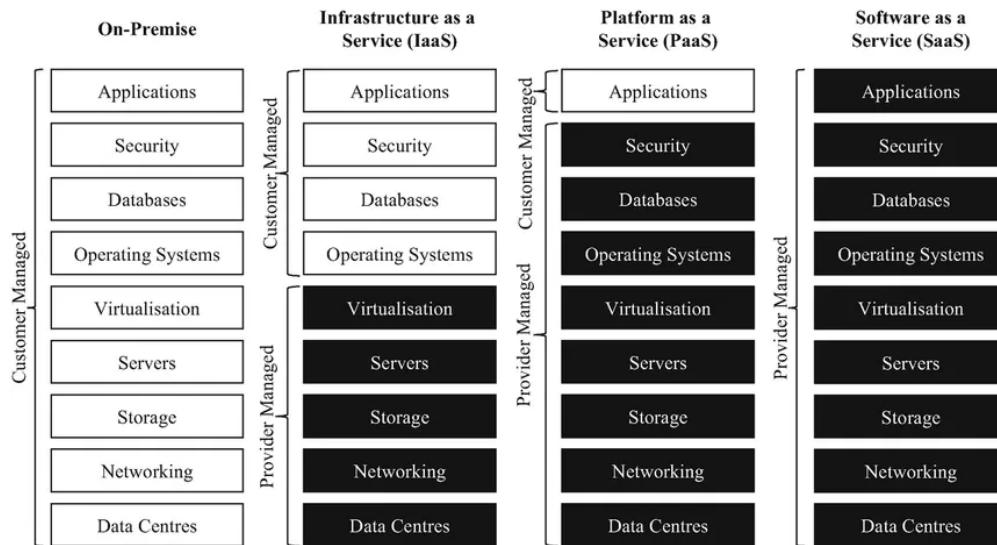 On-Premise
Customer Managed
Applications
Security
Databases
Operating Systems
Virtualisation
Servers
Storage
Networking
Data Centres
Infrastructure as a
Service (IaaS)
Customer Managed
Provider Managed
Applications
Security
Databases
Operating Systems
Virtualisation
Servers
Storage
Networking
Data Centres
Platform as a
Service (PaaS)
Customer Managed
Provider Managed
Applications
Security
Databases
Operating Systems
Virtualisation
Servers
Storage
Networking
Data Centres
Software as a
Service (SaaS)
Provider Managed
Applications
Security
Databases
Operating Systems
Virtualisation
Servers
Storage
Networking
Data Centres